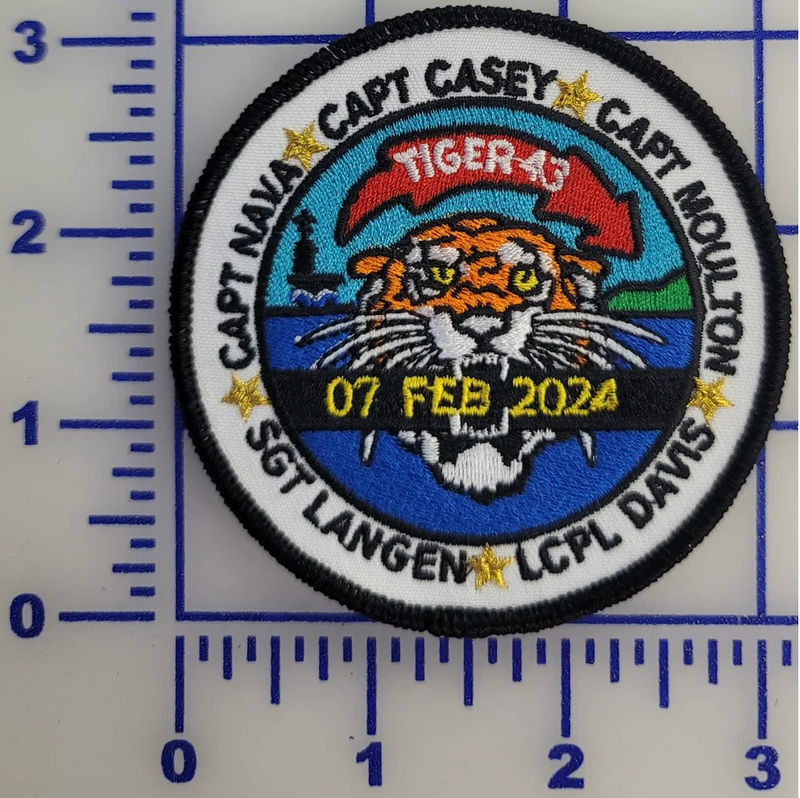 CAPT NAVA
CAPT CASEY
CAPT MOULTON
TIGER 43
07 FEB 2024
SGT LANGEN
LCPL DAVIS
3
2
1
0
0
1
2
3